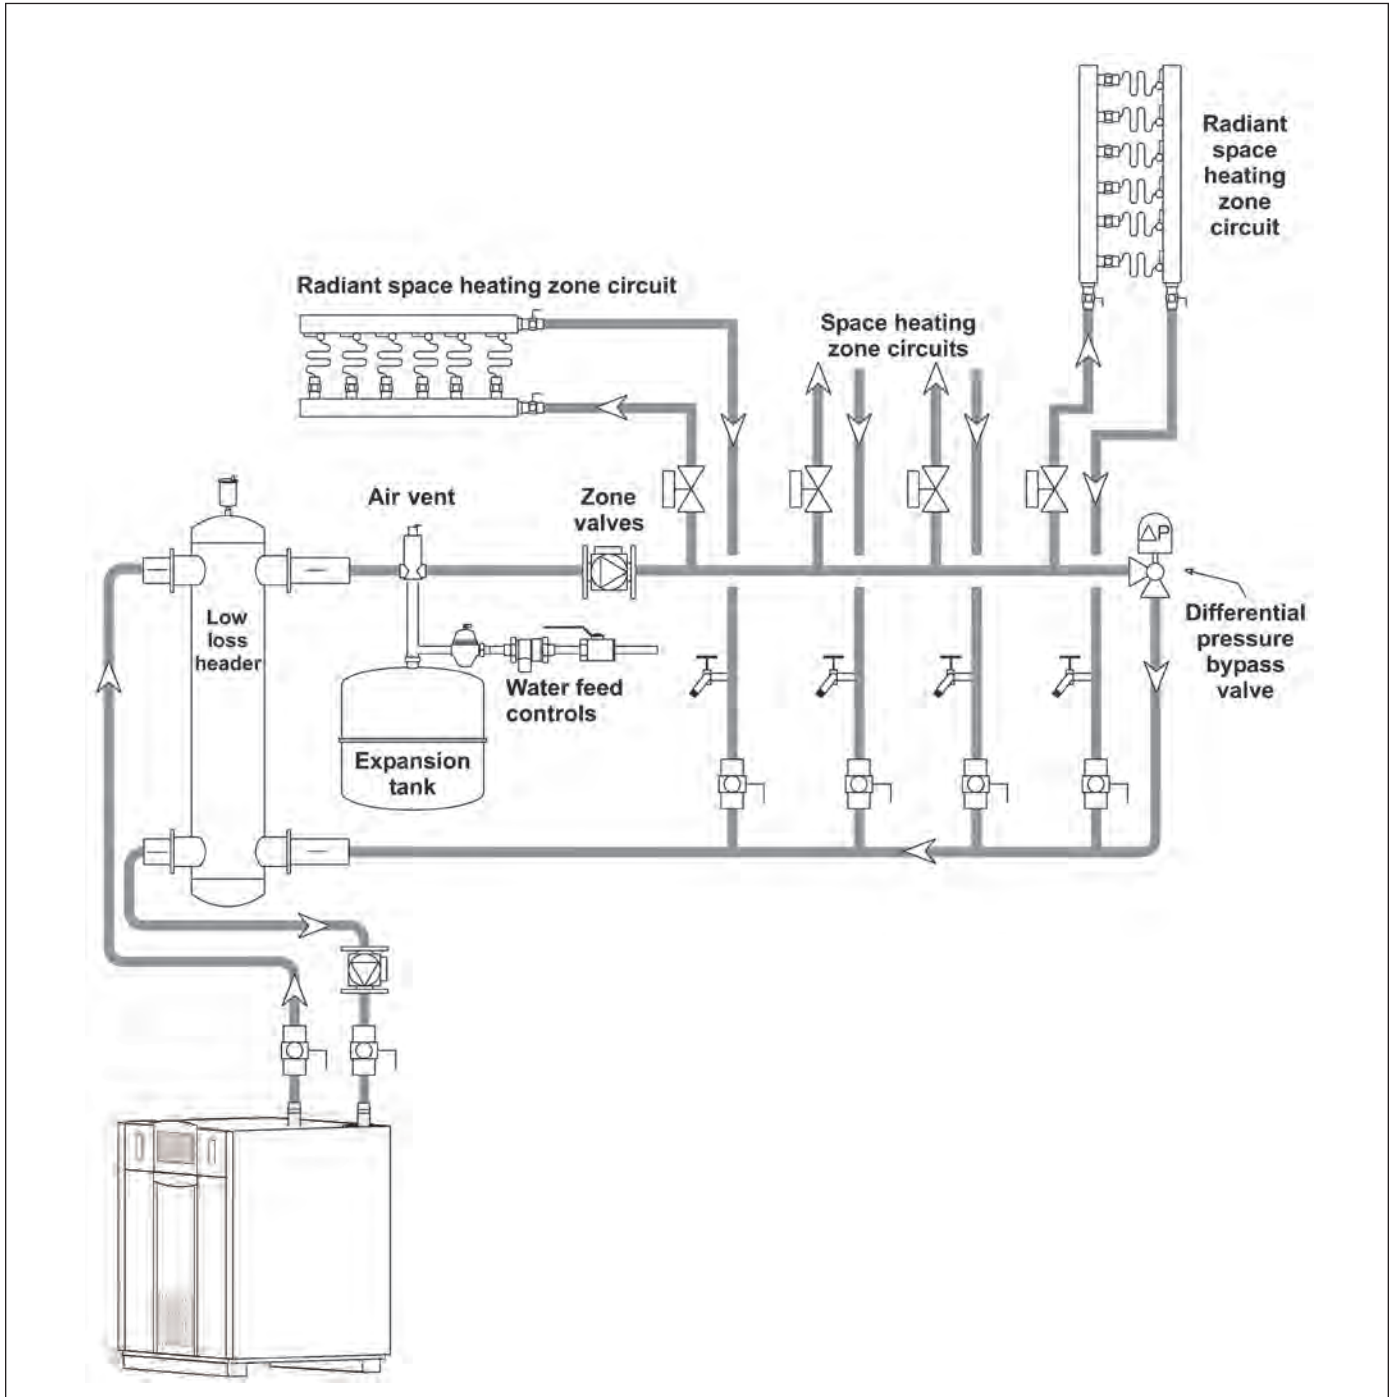 Radiant
space
heating
zone
circuit
Radiant space heating zone circuit
Space heating
zone circuits
Air vent
Zone
valves
ΔP
Low
loss
header
Differential
pressure
bypass
valve
Water feed
controls
Expansion
tank